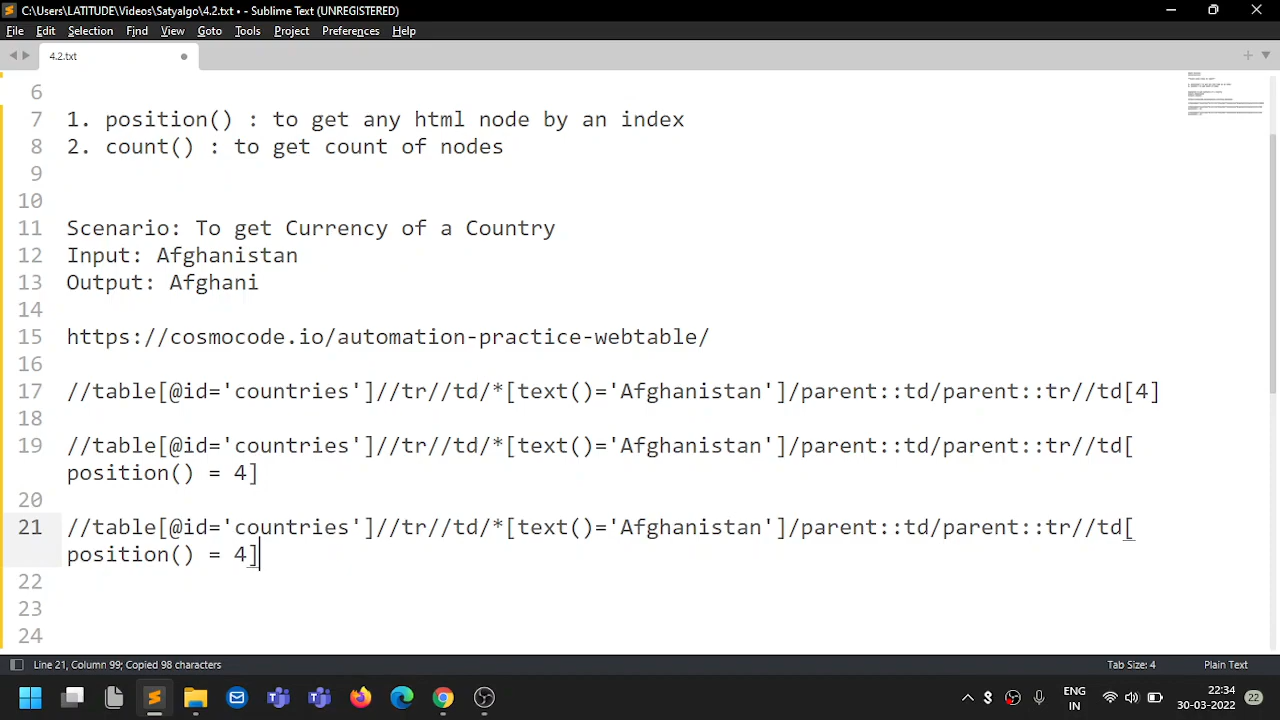 C:\Users\LATITUDE\Videos\Satyalgo\4.2.txt • - Sublime Text (UNREGISTERED)
File Edit Selection Find View Goto Tools Project Preferences Help
4.2.txt
6
7 1. position() : to get any html node by an index
8 2. count() : to get count of nodes
9
10
11 Scenario: To get Currency of a Country
12 Input: Afghanistan
13 Output: Afghani
14
15 https://cosmocode.io/automation-practice-webtable/
16
17 //table[@id='countries']//tr//td/*[text()='Afghanistan']/parent::td/parent::tr//td[4]
18
19 //table[@id='countries']//tr//td/*[text()='Afghanistan']/parent::td/parent::tr//td[
position() = 4]
20
21 //table[@id='countries']//tr//td/*[text()='Afghanistan']/parent::td/parent::tr//td[
position() = 4]
22
23
24
Line 21, Column 99; Copied 98 characters Tab Size: 4 Plain Text
ENG
IN
22:34
30-03-2022
22